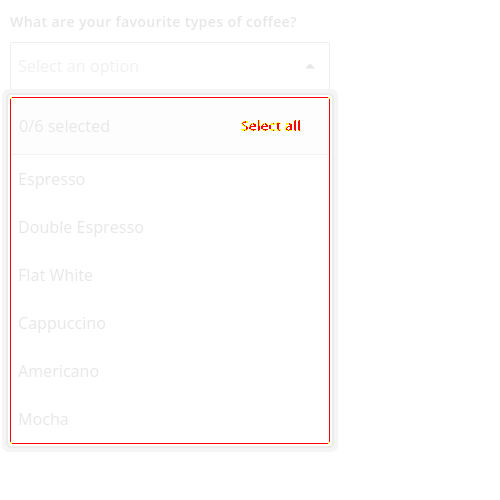 What are your favourite types of coffee?
Select an option
0/6 selected Select all
Espresso
Double Espresso
Flat White
Cappuccino
Americano
Mocha